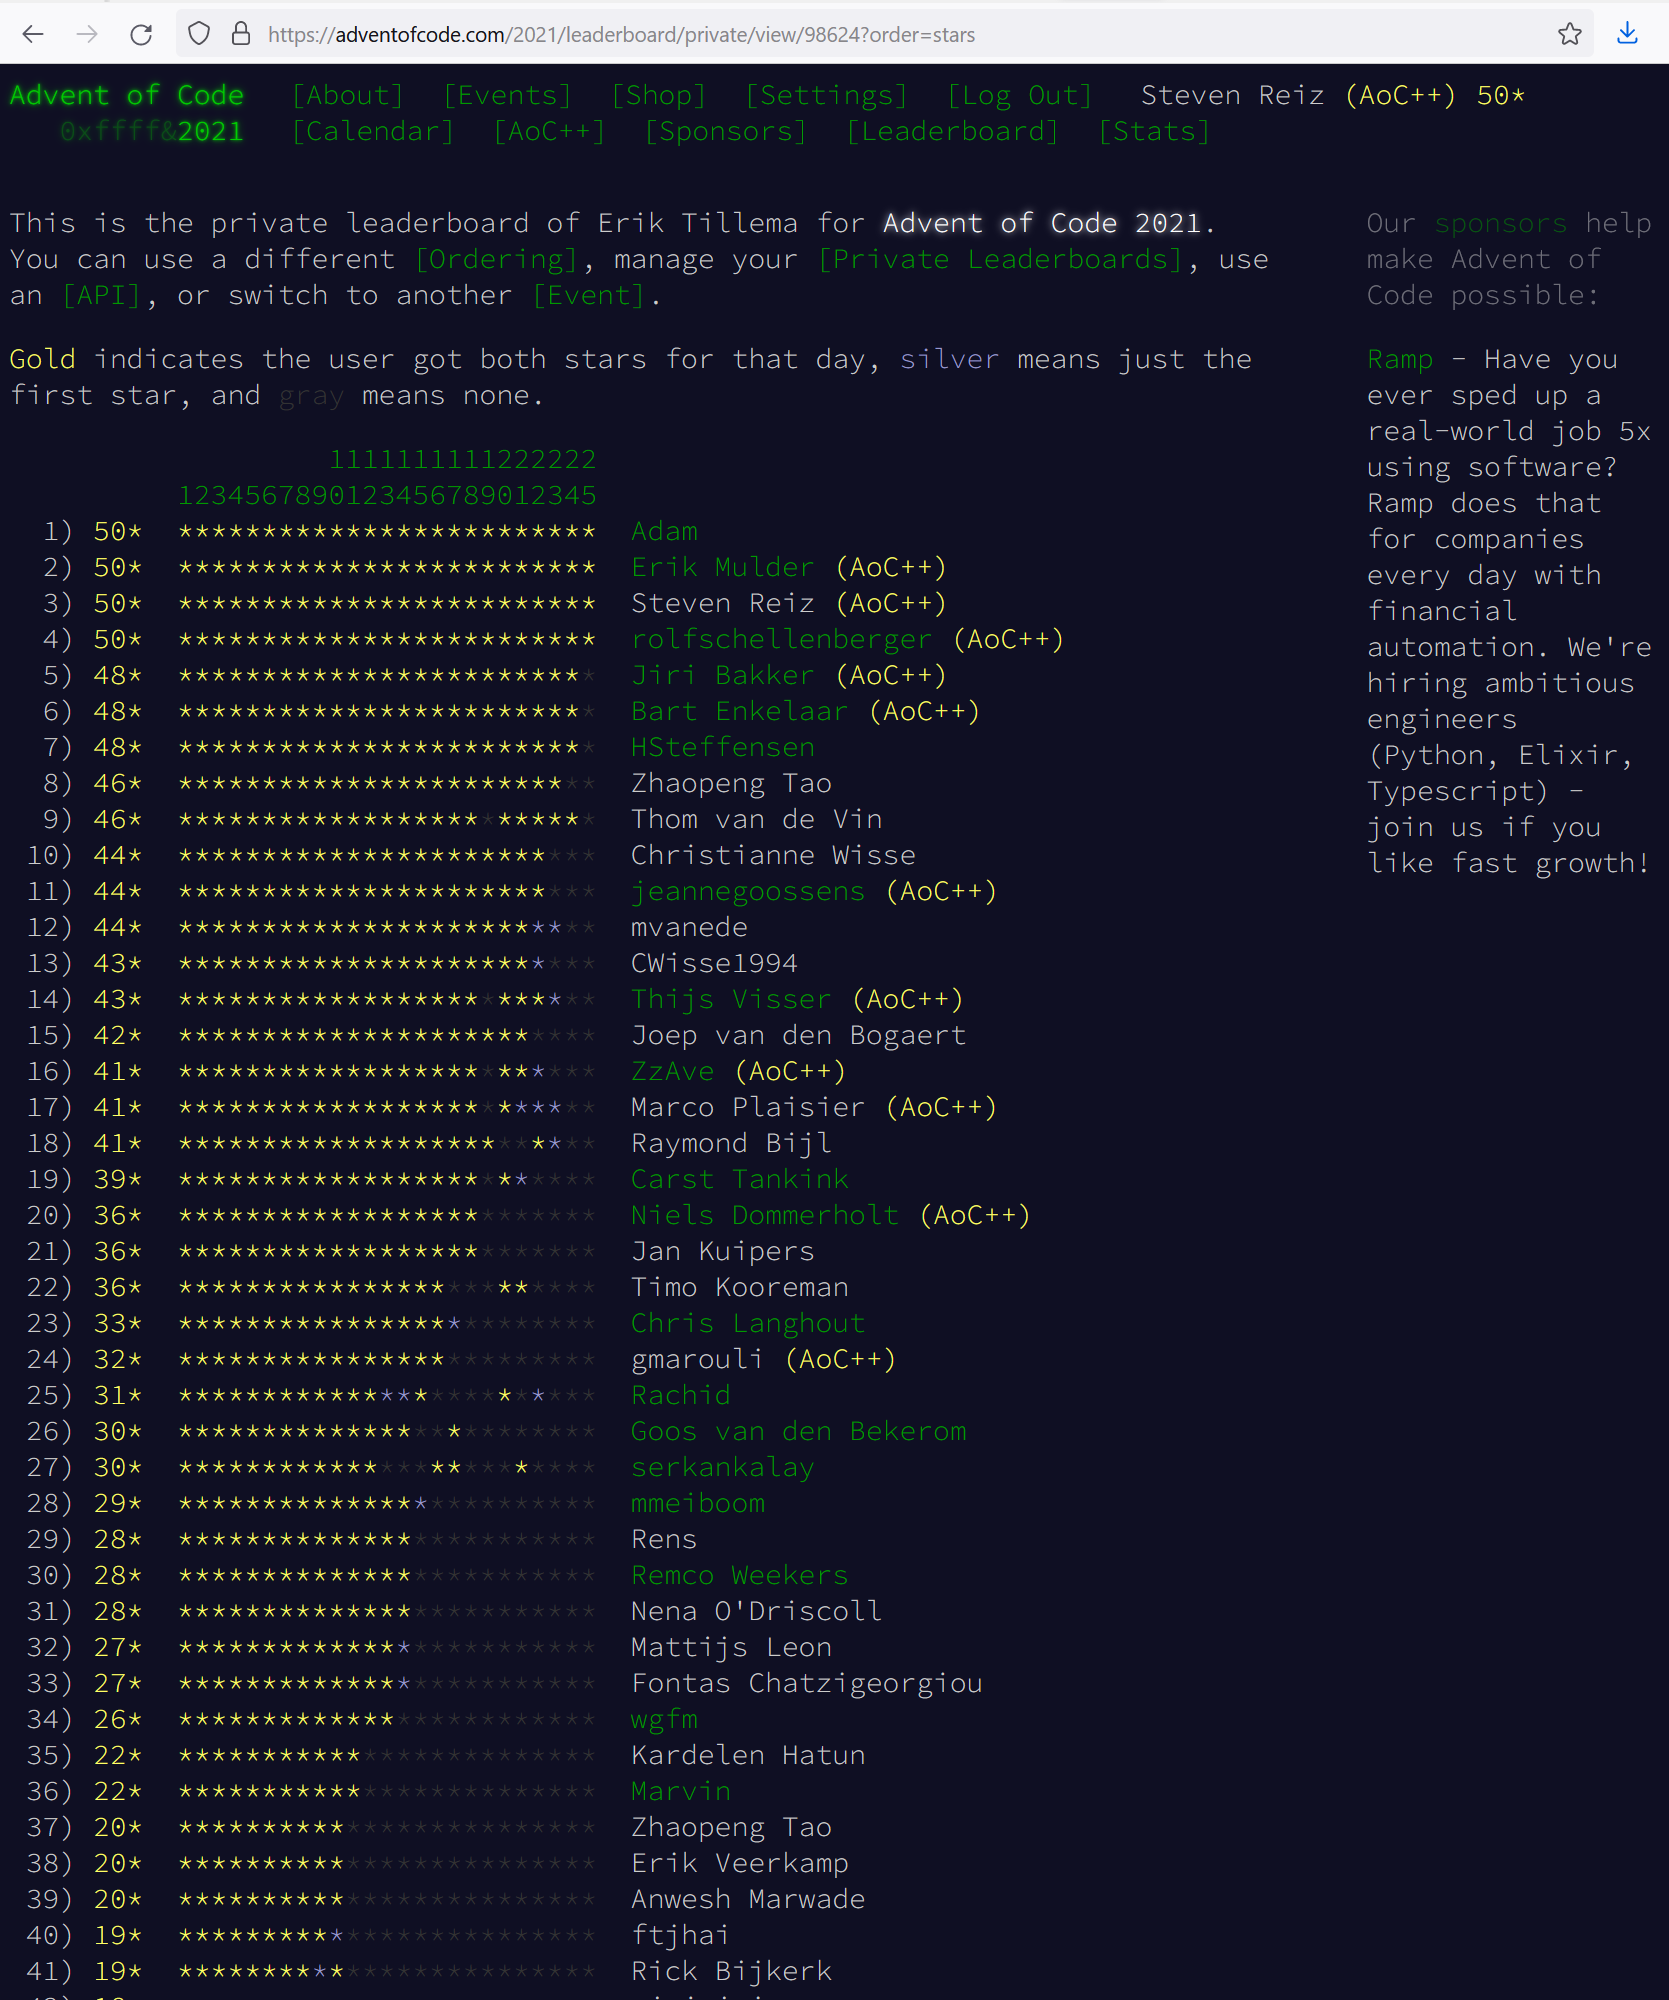 https://adventofcode.com/2021/leaderboard/private/view/98624?order=stars
Advent of Code [About] [Events] [Shop] [Settings] [Log Out] Steven Reiz (AoC++) 50*
0xffff&2021 [Calendar] [AoC++] [Sponsors] [Leaderboard] [Stats]
This is the private leaderboard of Erik Tillema for Advent of Code 2021.
You can use a different [Ordering], manage your [Private Leaderboards], use
an [API], or switch to another [Event].
Gold indicates the user got both stars for that day, silver means just the
first star, and gray means none.
1111111111222222
1234567890123456789012345
1) 50* ************************* Adam
2) 50* ************************* Erik Mulder (AoC++)
3) 50* ************************* Steven Reiz (AoC++)
4) 50* ************************* rolfschellenberger (AoC++)
5) 48* ************************* Jiri Bakker (AoC++)
6) 48* ************************* Bart Enkelaar (AoC++)
7) 48* ************************* HSteffensen
8) 46* ************************* Zhaopeng Tao
9) 46* ************************* Thom van de Vin
10) 44* ************************* Christianne Wisse
11) 44* ************************* jeannegoossens (AoC++)
12) 44* ************************* mvanede
13) 43* ************************* CWisse1994
14) 43* ************************* Thijs Visser (AoC++)
15) 42* ************************* Joep van den Bogaert
16) 41* ************************* ZzAve (AoC++)
17) 41* ************************* Marco Plaisier (AoC++)
18) 41* ************************* Raymond Bijl
19) 39* ************************* Carst Tankink
20) 36* ************************* Niels Dommerholt (AoC++)
21) 36* ************************* Jan Kuipers
22) 36* ************************* Timo Kooreman
23) 33* ************************* Chris Langhout
24) 32* ************************* gmarouli (AoC++)
25) 31* ************************* Rachid
26) 30* ************************* Goos van den Bekerom
27) 30* ************************* serkankalay
28) 29* ************************* mmeiboom
29) 28* ************************* Rens
30) 28* ************************* Remco Weekers
31) 28* ************************* Nena O'Driscoll
32) 27* ************************* Mattijs Leon
33) 27* ************************* Fontas Chatzigeorgiou
34) 26* ************************* wgfm
35) 22* ************************* Kardelen Hatun
36) 22* ************************* Marvin
37) 20* ************************* Zhaopeng Tao
38) 20* ************************* Erik Veerkamp
39) 20* ************************* Anwesh Marwade
40) 19* ************************* ftjhai
41) 19* ************************* Rick Bijkerk
Our sponsors help
make Advent of
Code possible:
Ramp - Have you
ever sped up a
real-world job 5x
using software?
Ramp does that
for companies
every day with
financial
automation. We're
hiring ambitious
engineers
(Python, Elixir,
Typescript) -
join us if you
like fast growth!